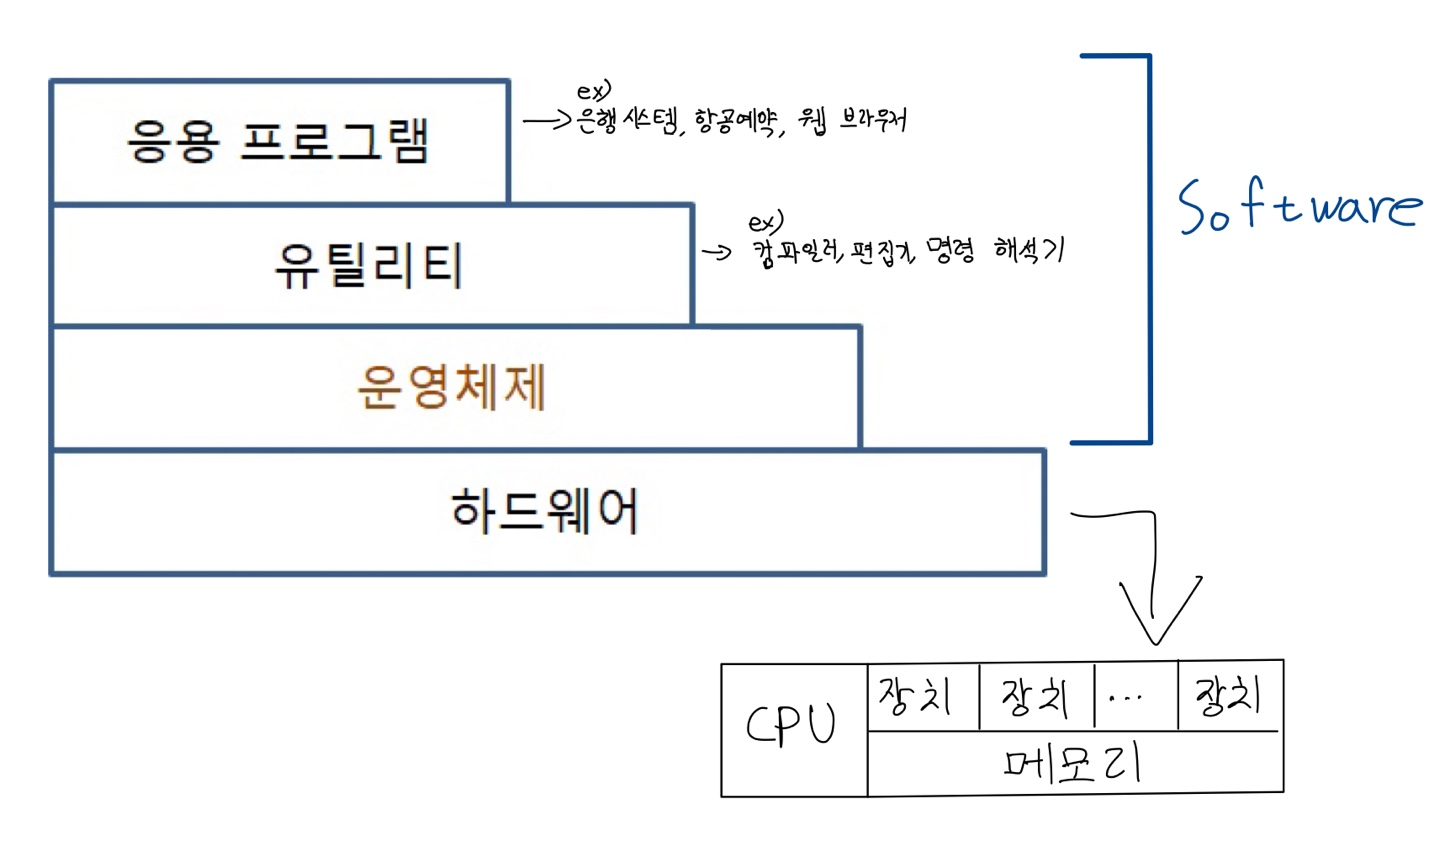 응용 프로그램
ex)
은행 시스템, 항공예약, 웹 브라우저
유틸리티
ex)
컴파일러, 편집기, 명령 해석기
Software
운영체제
하드웨어
CPU
장치 장치 ... 장치
메모리